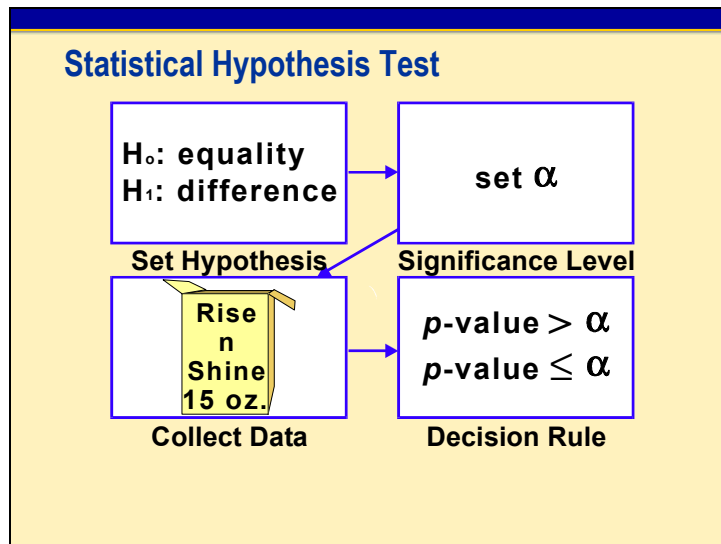 Statistical Hypothesis Test
Hₒ: equality
H₁: difference
Set Hypothesis
set α
Significance Level
Rise
n
Shine
15 oz.
Collect Data
p-value > α
p-value ≤ α
Decision Rule